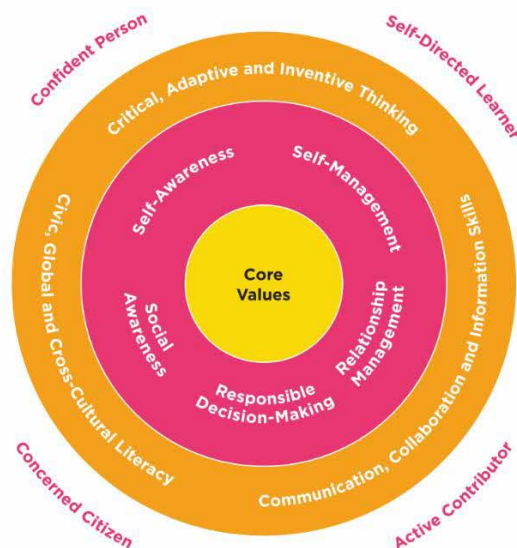 Confident Person
Self-Directed Learner
Critical, Adaptive and Inventive Thinking
Self-Awareness
Self-Management
Civic, Global and Cross-Cultural Literacy
Core
Values
Communication, Collaboration and Information Skills
Social
Awareness
Relationship
Management
Responsible
Decision-Making
Concerned Citizen
Active Contributor